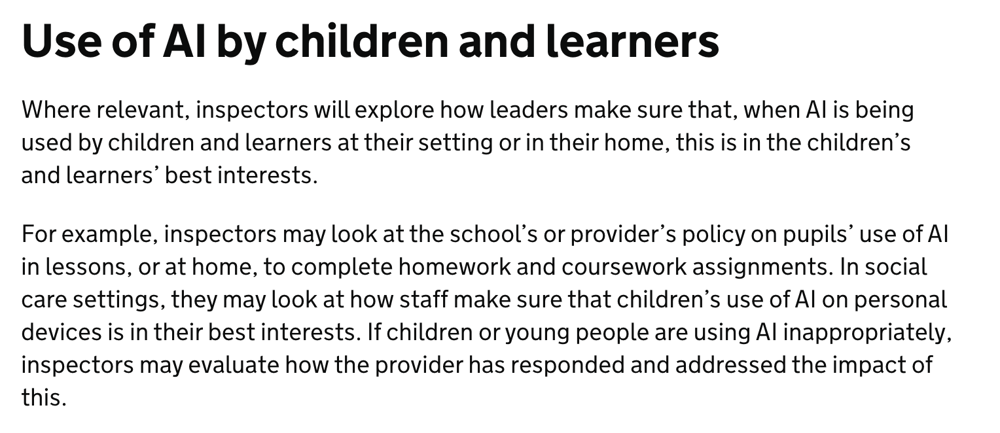 Use of AI by children and learners
Where relevant, inspectors will explore how leaders make sure that, when AI is being
used by children and learners at their setting or in their home, this is in the children’s
and learners’ best interests.
For example, inspectors may look at the school’s or provider’s policy on pupils’ use of AI
in lessons, or at home, to complete homework and coursework assignments. In social
care settings, they may look at how staff make sure that children’s use of AI on personal
devices is in their best interests. If children or young people are using AI inappropriately,
inspectors may evaluate how the provider has responded and addressed the impact of
this.